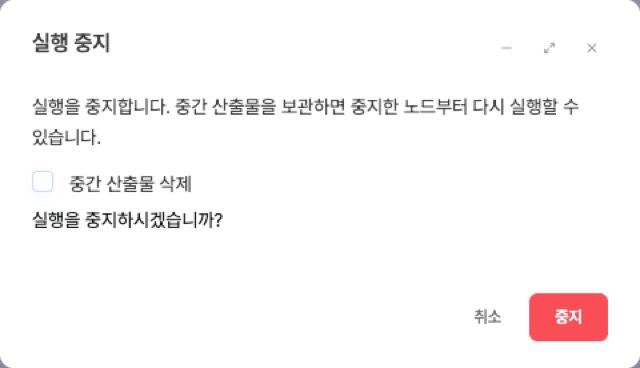 실행 중지
실행을 중지합니다. 중간 산출물을 보관하면 중지한 노드부터 다시 실행할 수
있습니다.
중간 산출물 삭제
실행을 중지하시겠습니까?
취소
중지